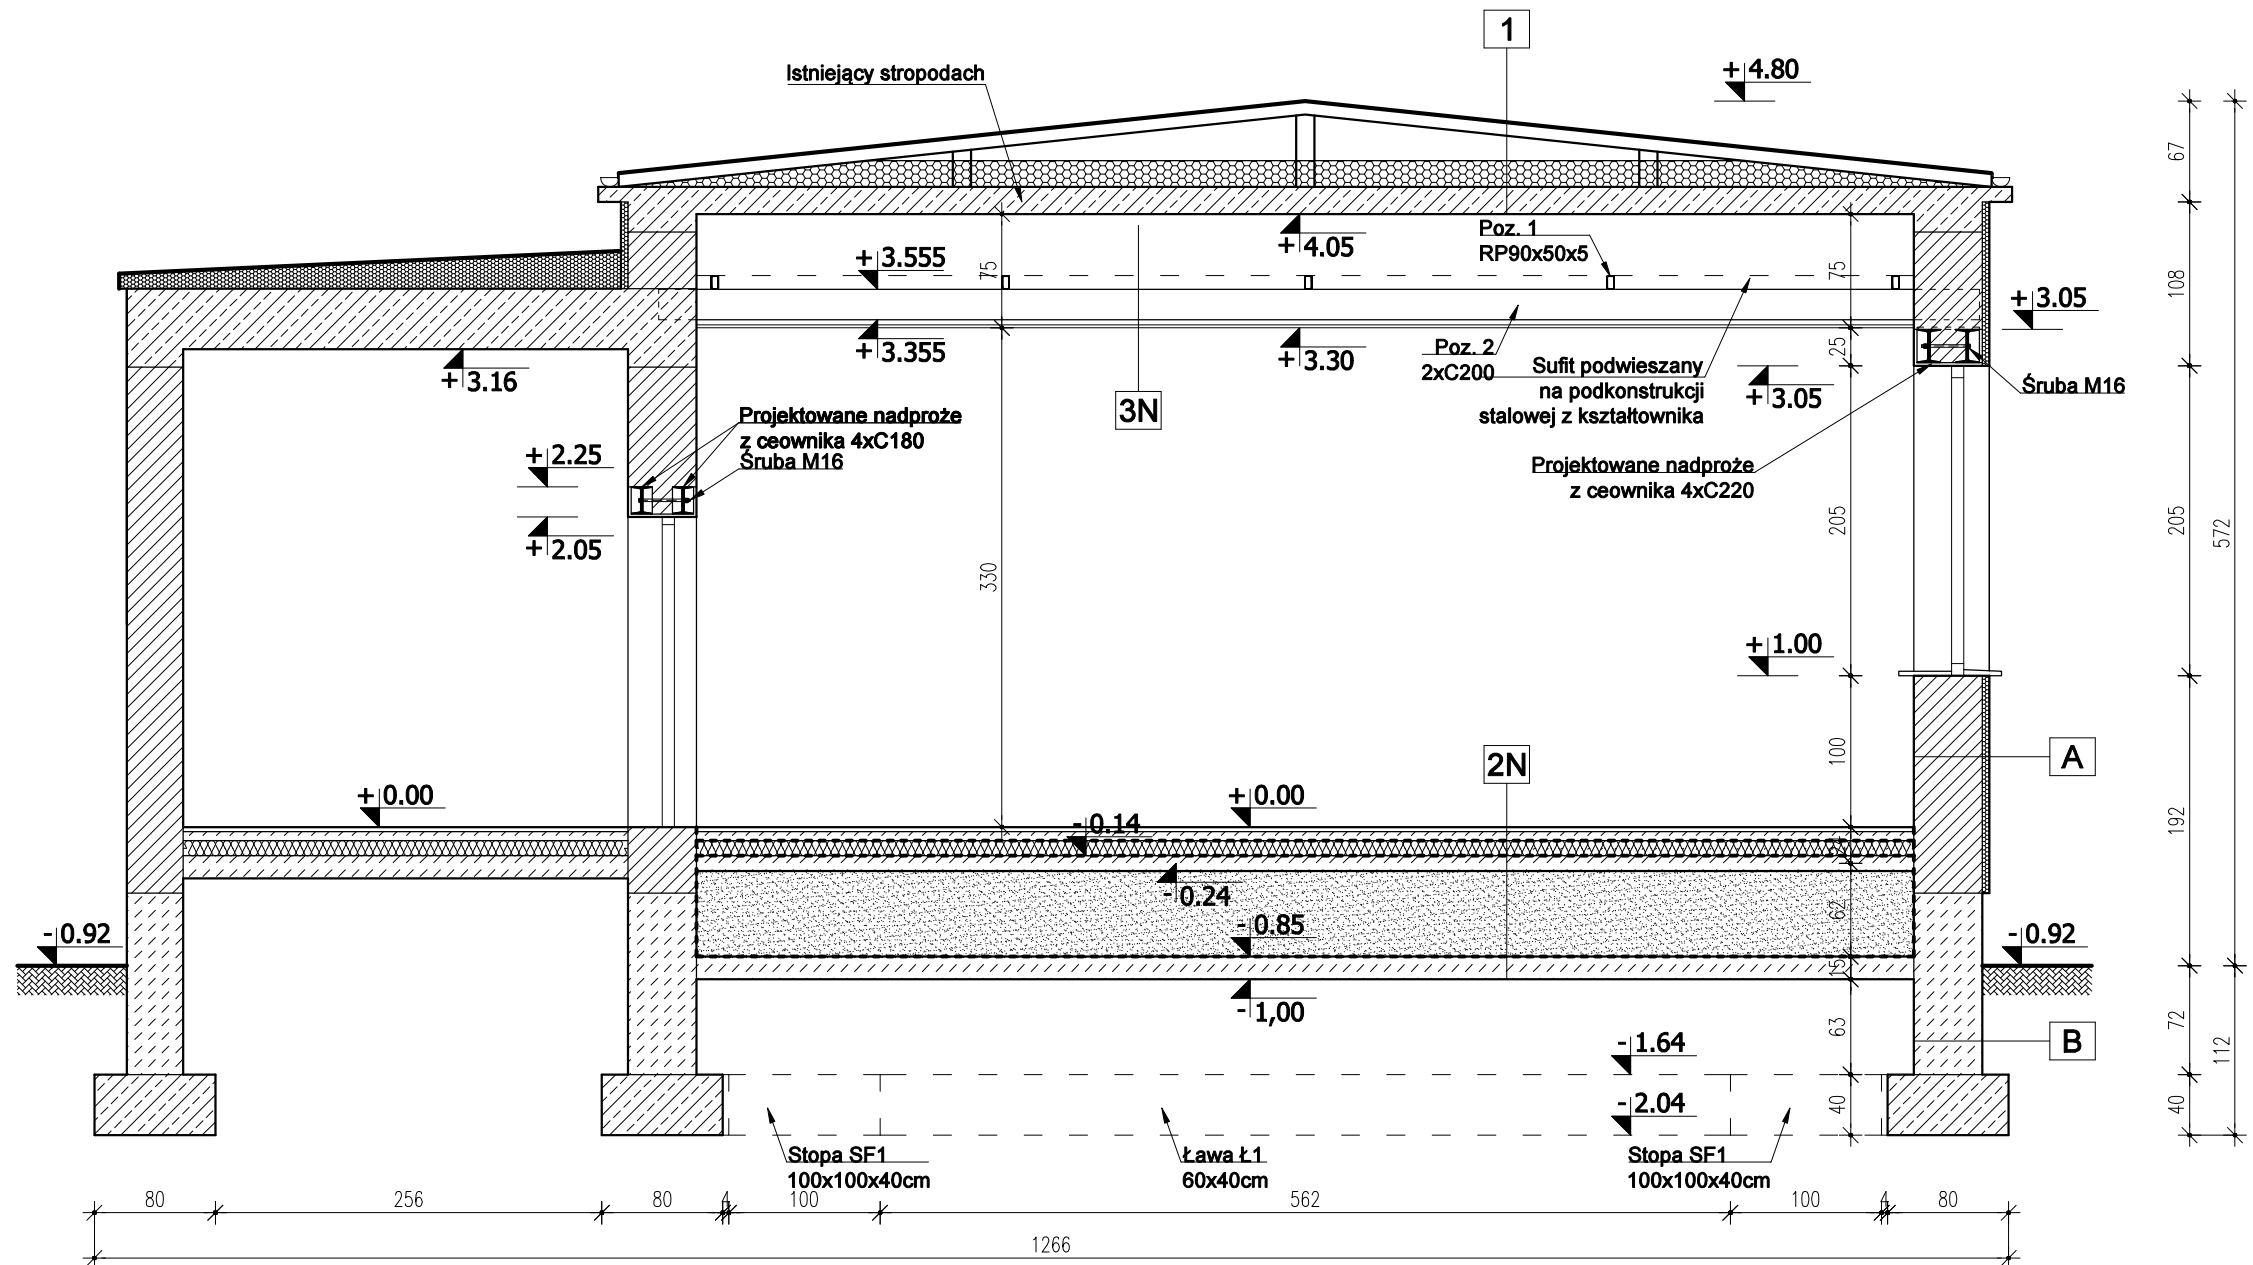 1
+ 4.80
Istniejący stropodach
67
+ 4.05
Poz. 1
RP90x50x5
+ 3.555
75
75
108
+ 3.05
+ 3.355
+ 3.30
Poz. 2
2xC200
25
Sufit podwieszany
na podkonstrukcji
stalowej z kształtownika
+ 3.05
Śruba M16
+ 3.16
3N
Projektowane nadproże
z ceownika 4xC180
Śruba M16
+ 2.25
+ 2.05
Projektowane nadproże
z ceownika 4xC220
205
205
572
330
+ 1.00
100
A
2N
+ 0.00
+ 0.00
- 0.14
192
- 0.24
62
- 0.85
- 0.92
- 0.92
15
- 1,00
63
72
B
112
- 1.64
- 2.04
40
40
Stopa SF1
100x100x40cm
Ława Ł1
60x40cm
Stopa SF1
100x100x40cm
80
256
80
4
100
562
100
4
80
1266